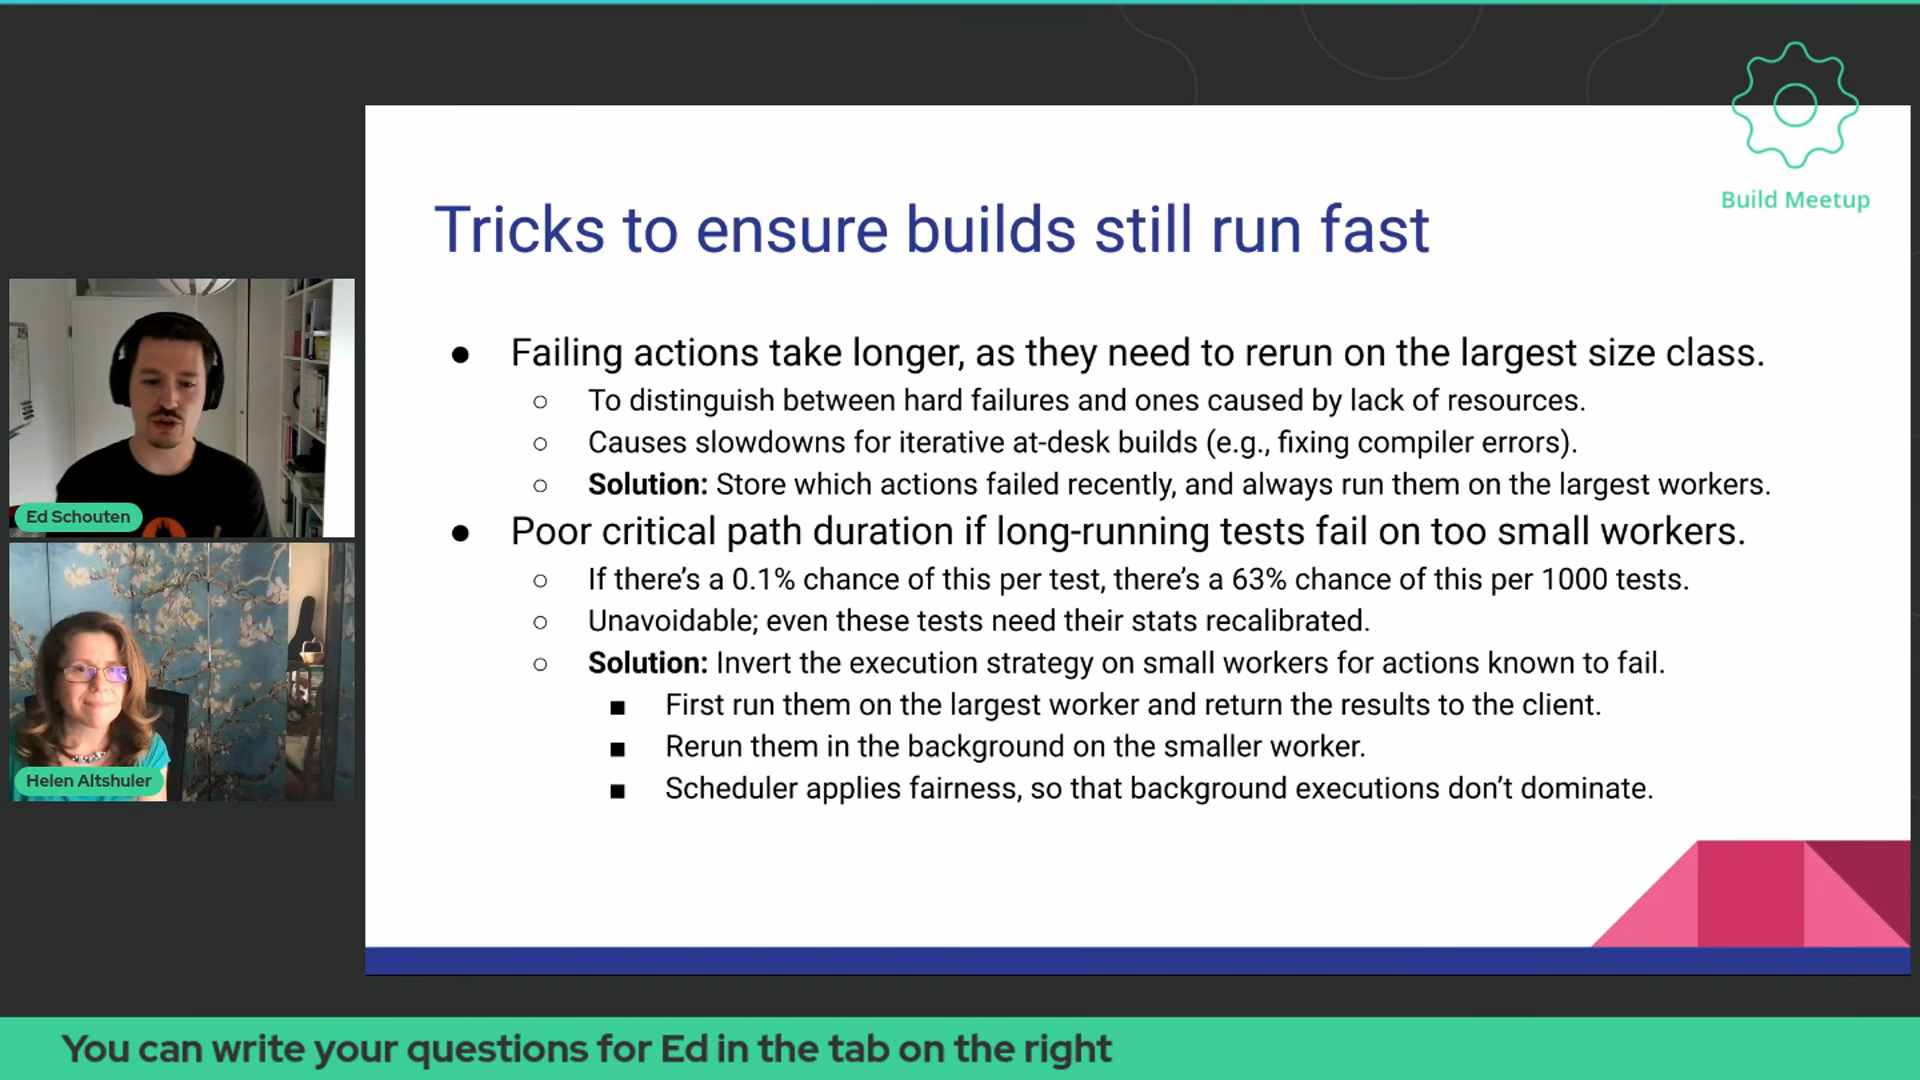 Build Meetup
Tricks to ensure builds still run fast
● Failing actions take longer, as they need to rerun on the largest size class.
○ To distinguish between hard failures and ones caused by lack of resources.
○ Causes slowdowns for iterative at-desk builds (e.g., fixing compiler errors).
○ Solution: Store which actions failed recently, and always run them on the largest workers.
● Poor critical path duration if long-running tests fail on too small workers.
○ If there’s a 0.1% chance of this per test, there’s a 63% chance of this per 1000 tests.
○ Unavoidable; even these tests need their stats recalibrated.
○ Solution: Invert the execution strategy on small workers for actions known to fail.
■ First run them on the largest worker and return the results to the client.
■ Rerun them in the background on the smaller worker.
■ Scheduler applies fairness, so that background executions don’t dominate.
Ed Schouten
Helen Altshuler
You can write your questions for Ed in the tab on the right